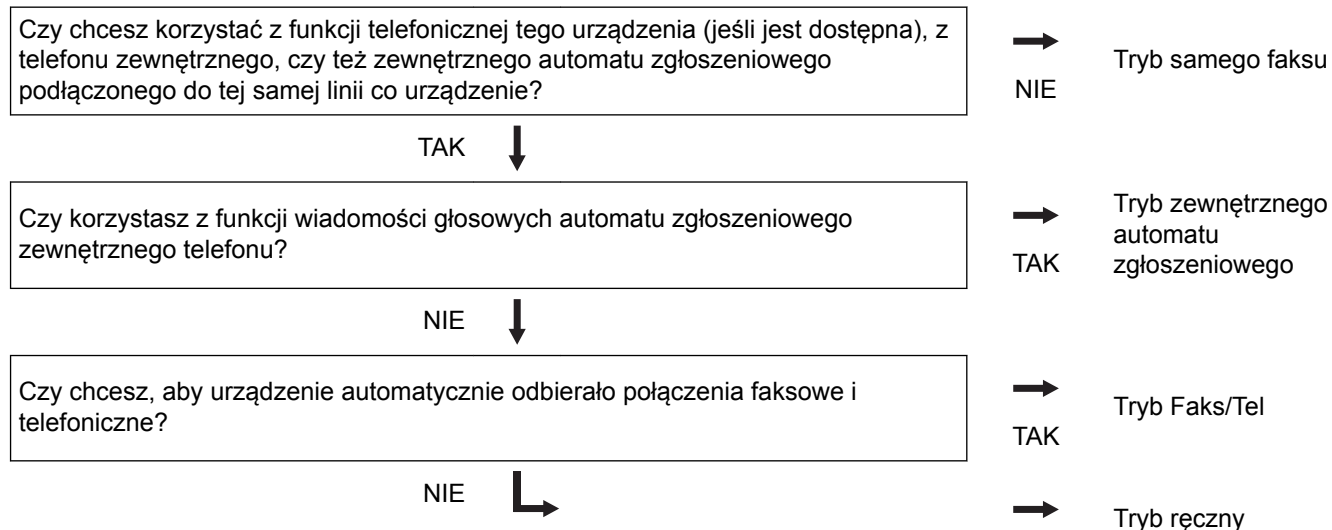 Czy chcesz korzystać z funkcji telefonicznej tego urządzenia (jeśli jest dostępna), z
telefonu zewnętrznego, czy też zewnętrznego automatu zgłoszeniowego
podłączonego do tej samej linii co urządzenie?
NIE
Tryb samego faksu
TAK
Czy korzystasz z funkcji wiadomości głosowych automatu zgłoszeniowego
zewnętrznego telefonu?
TAK
Tryb zewnętrznego
automatu
zgłoszeniowego
NIE
Czy chcesz, aby urządzenie automatycznie odbierało połączenia faksowe i
telefoniczne?
TAK
Tryb Faks/Tel
NIE
Tryb ręczny